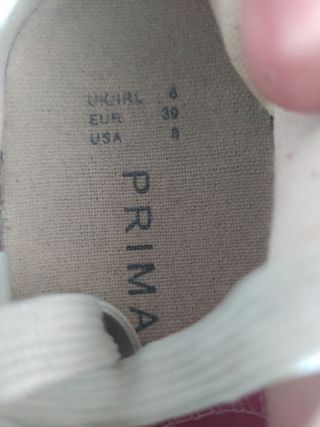 UK/IRL 6
EUR 39
USA 8
PRIMA